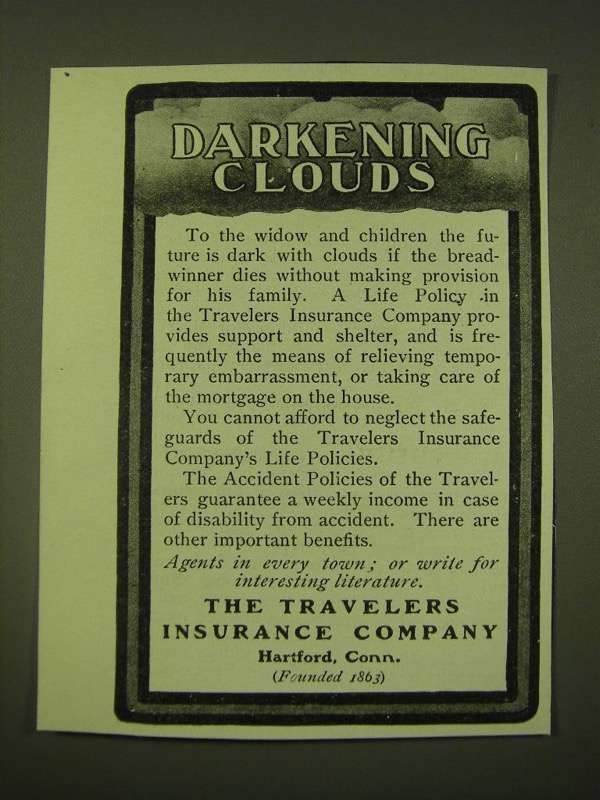 DARKENING
CLOUDS
To the widow and children the fu-
ture is dark with clouds if the bread-
winner dies without making provision
for his family. A Life Policy in
the Travelers Insurance Company pro-
vides support and shelter, and is fre-
quently the means of relieving tempo-
rary embarrassment, or taking care of
the mortgage on the house.
You cannot afford to neglect the safe-
guards of the Travelers Insurance
Company's Life Policies.
The Accident Policies of the Travel-
ers guarantee a weekly income in case
of disability from accident. There are
other important benefits.
Agents in every town; or write for
interesting literature.
THE TRAVELERS
INSURANCE COMPANY
Hartford, Conn.
(Founded 1863)